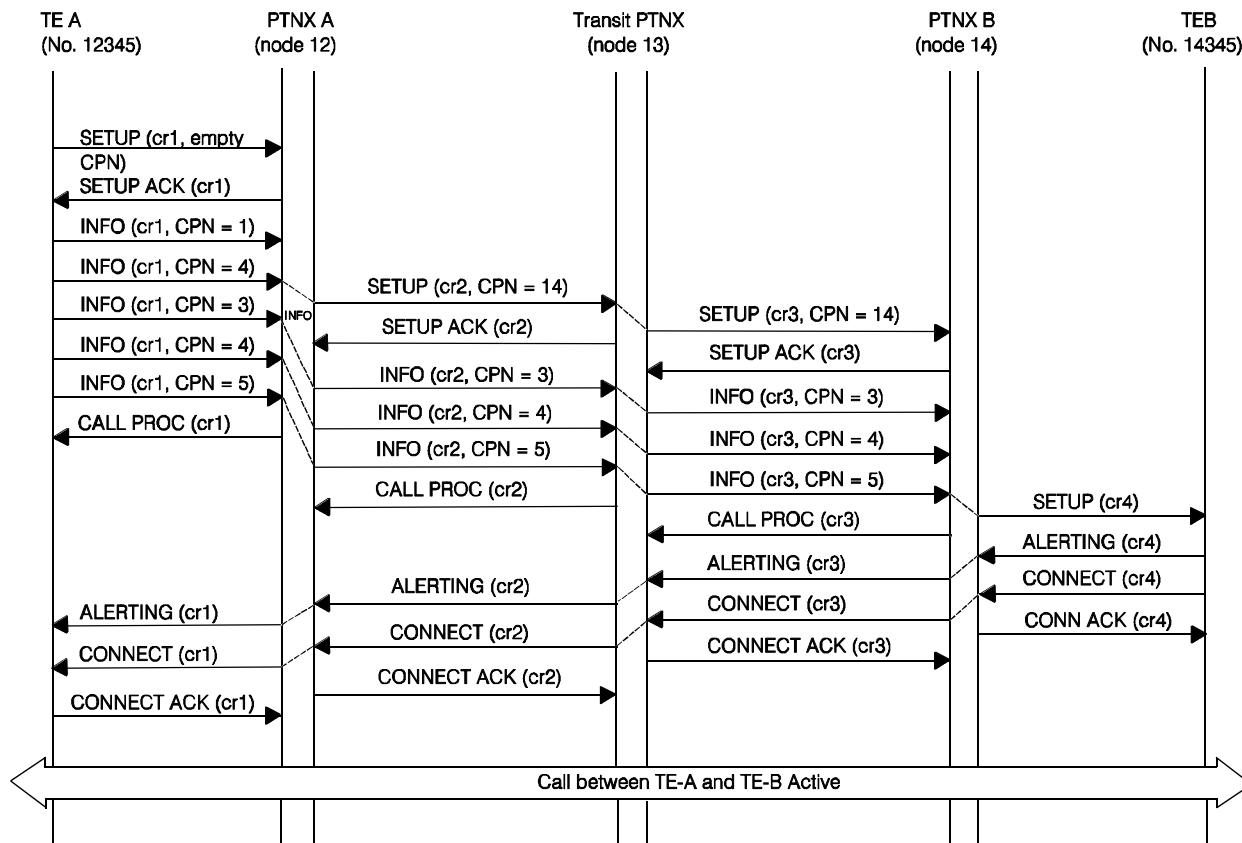 TE A
(No. 12345)
PTNX A
(node 12)
Transit PTNX
(node 13)
PTNX B
(node 14)
TEB
(No. 14345)
SETUP (cr1, empty
CPN)
SETUP ACK (cr1)
INFO (cr1, CPN = 1)
INFO (cr1, CPN = 4)
SETUP (cr2, CPN = 14)
INFO (cr1, CPN = 3)
INFO
SETUP ACK (cr2)
SETUP (cr3, CPN = 14)
INFO (cr1, CPN = 4)
SETUP ACK (cr3)
INFO (cr1, CPN = 5)
INFO (cr2, CPN = 3)
INFO (cr3, CPN = 3)
CALL PROC (cr1)
INFO (cr2, CPN = 4)
INFO (cr3, CPN = 4)
INFO (cr2, CPN = 5)
INFO (cr3, CPN = 5)
CALL PROC (cr2)
SETUP (cr4)
CALL PROC (cr3)
ALERTING (cr4)
ALERTING (cr3)
ALERTING (cr2)
CONNECT (cr4)
ALERTING (cr1)
CONNECT (cr3)
CONNECT (cr2)
CONN ACK (cr4)
CONNECT (cr1)
CONNECT ACK (cr3)
CONNECT ACK (cr2)
CONNECT ACK (cr1)
Call between TE-A and TE-B Active